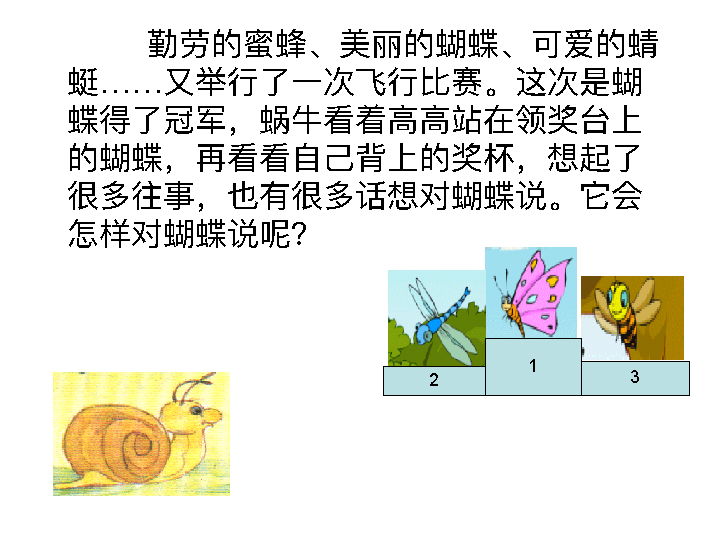 勤劳的蜜蜂、美丽的蝴蝶、可爱的蜻
蜓……又举行了一次飞行比赛。这次是蝴
蝶得了冠军，蜗牛看着高高站在领奖台上
的蝴蝶，再看看自己背上的奖杯，想起了
很多往事，也有很多话想对蝴蝶说。它会
怎样对蝴蝶说呢?
2
1
3